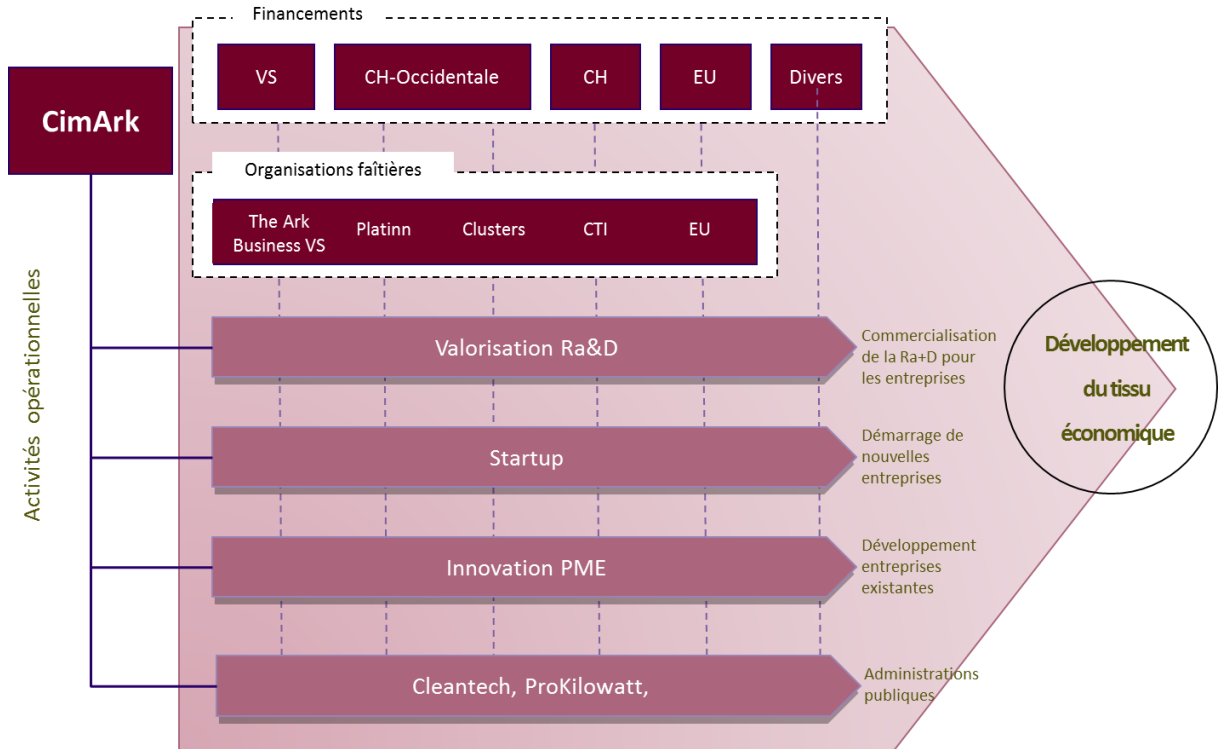 Financements
VS
CH-Occidentale
CH
EU
Divers
CimArk
Organisations faîtières
The Ark
Business VS
Platinn
Clusters
CTI
EU
Activités opérationnelles
Valorisation Ra&D
Commercialisation
de la Ra+D pour
les entreprises
Startup
Démarrage de
nouvelles
entreprises
Innovation PME
Développement
entreprises
existantes
Cleantech, ProKilowatt,
Administrations
publiques
Développement
du tissu
économique